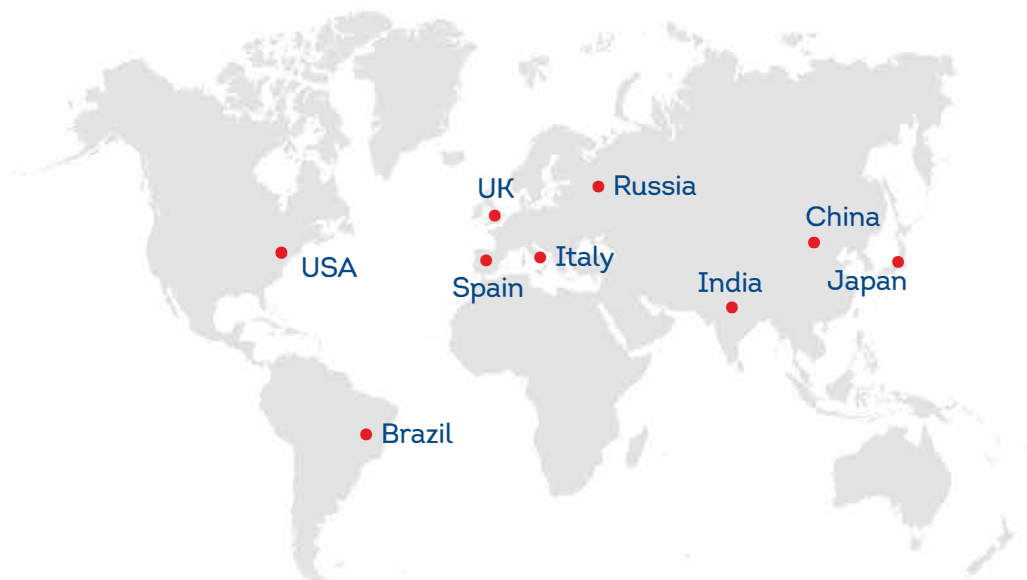 UK
Russia
China
USA
Italy
Spain
India
Japan
Brazil